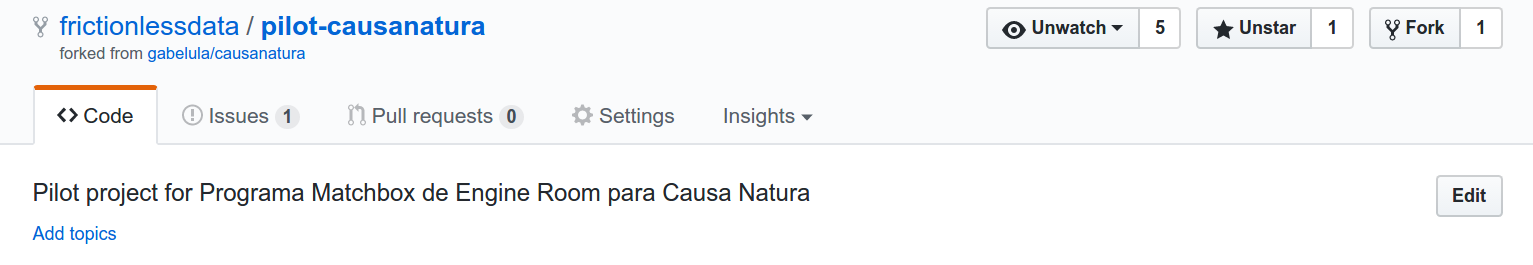 frictionlessdata / pilot-causanatura
Unwatch 5 Unstar 1 Fork 1
forked from gabelula/causanatura
Code Issues 1 Pull requests 0 Settings Insights
Pilot project for Programa Matchbox de Engine Room para Causa Natura
Edit
Add topics